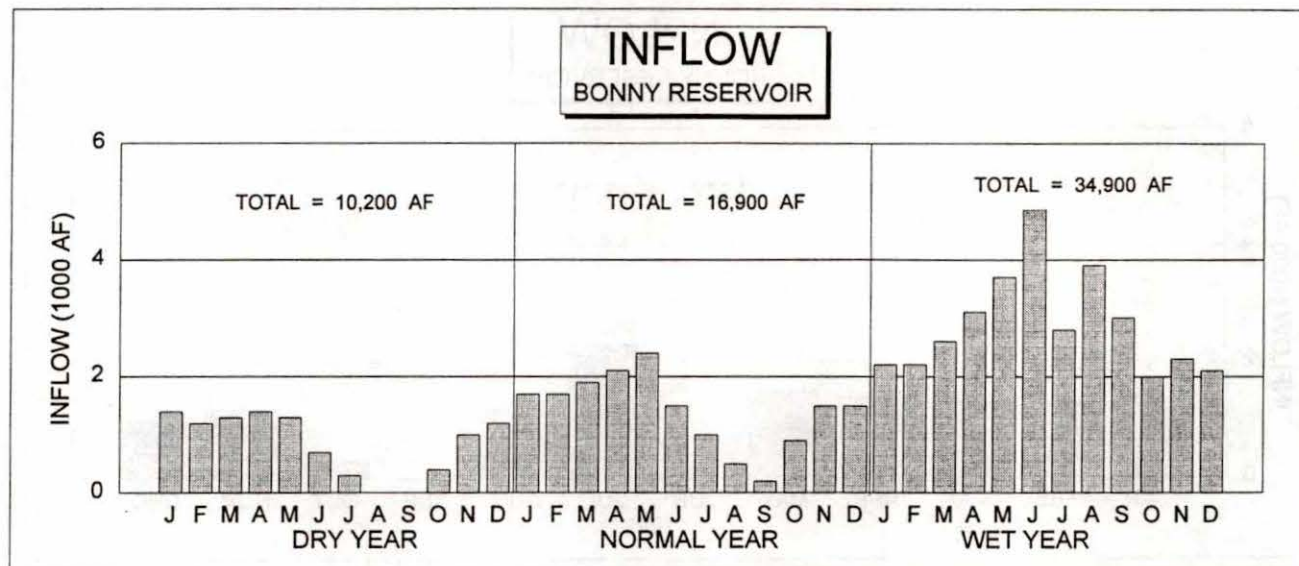 INFLOW
BONNY RESERVOIR
6
TOTAL = 10,200 AF TOTAL = 16,900 AF TOTAL = 34,900 AF
4
INFLOW (1000 AF)
2
0
J F M A M J J A S O N D J F M A M J J A S O N D J F M A M J J A S O N D
DRY YEAR NORMAL YEAR WET YEAR